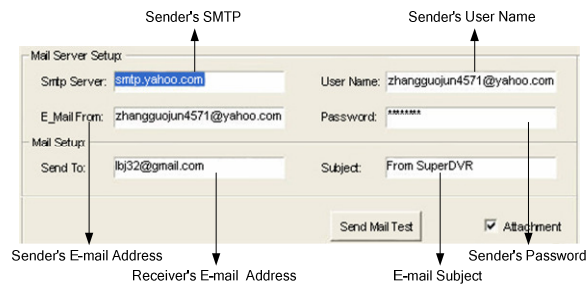 Sender's SMTP
Sender's User Name
Mail Server Setup:
Smtp Server: smtp.yahoo.com
User Name: zhangguojun4571@yahoo.com
E_Mail From: zhangguojun4571@yahoo.com
Password: ********
Mail Setup:
Send To: lbj32@gmail.com
Subject: From SuperDVR
Send Mail Test
Attachment
Sender's E-mail Address
Sender's Password
Receiver's E-mail Address
E-mail Subject